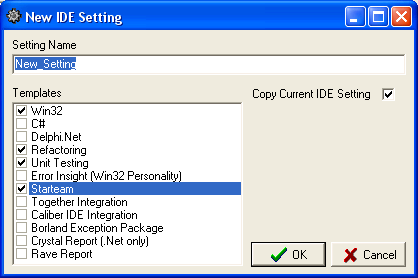 New IDE Setting
Setting Name
New_Setting
Templates
Copy Current IDE Setting
Win32
C#
Delphi.Net
Refactoring
Unit Testing
Error Insight (Win32 Personality)
Starteam
Together Integration
Caliber IDE Integration
Borland Exception Package
Crystal Report (.Net only)
Rave Report
OK
Cancel